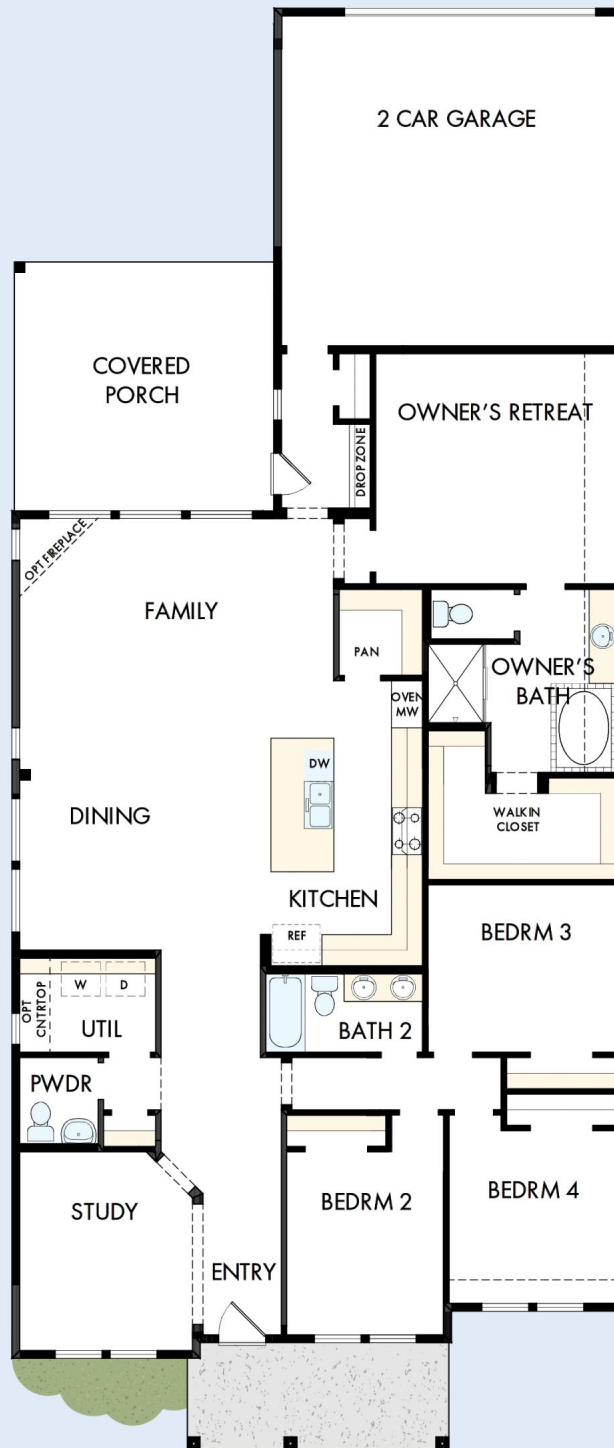 2 CAR GARAGE
COVERED
PORCH
OWNER'S RETREAT
DROP ZONE
OPT FIREPLACE
FAMILY
PAN
OWNER'S
BATH
OVEN
MW
DW
WALKIN
CLOSET
DINING
KITCHEN
REF
BEDRM 3
W
D
OPT
CNTRTOP
UTIL
BATH 2
PWDR
STUDY
BEDRM 2
BEDRM 4
ENTRY